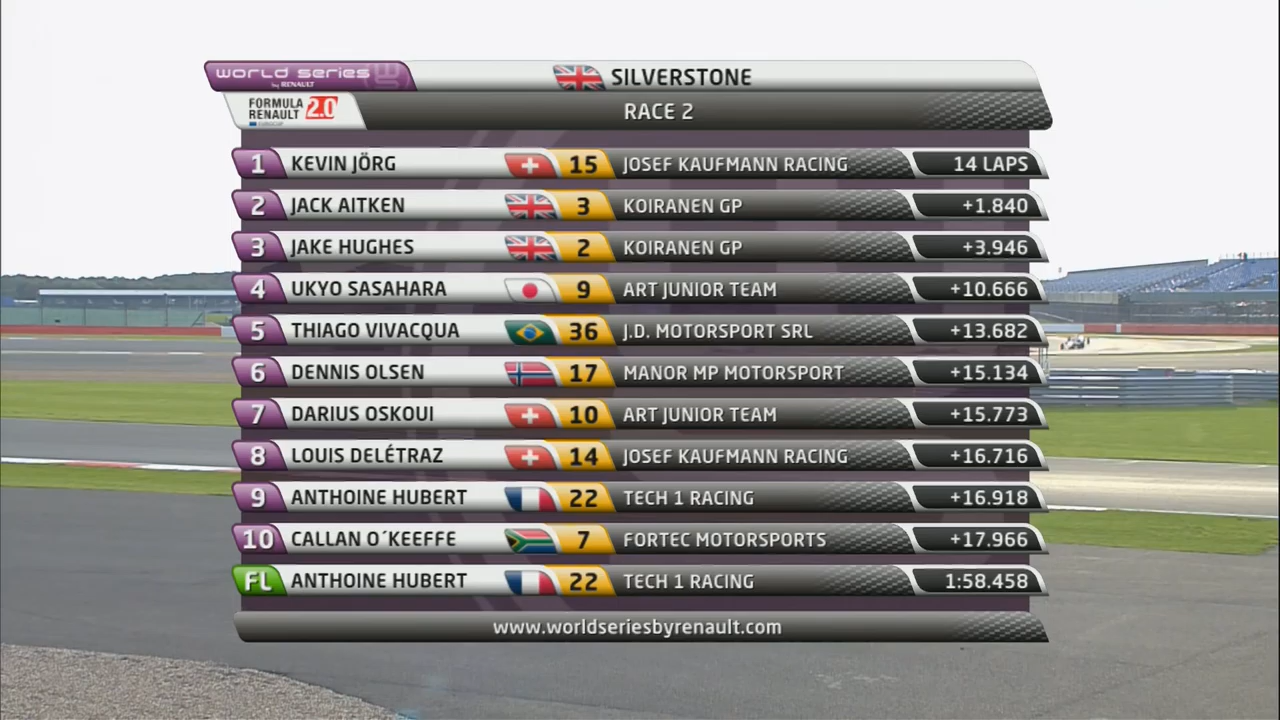 world series
by RENAULT
SILVERSTONE
FORMULA
RENAULT 2.0
EUROCUP
RACE 2
1 KEVIN JÖRG 15 JOSEF KAUFMANN RACING 14 LAPS
2 JACK AITKEN 3 KOIRANEN GP +1.840
3 JAKE HUGHES 2 KOIRANEN GP +3.946
4 UKYO SASAHARA 9 ART JUNIOR TEAM +10.666
5 THIAGO VIVACQUA 36 J.D. MOTORSPORT SRL +13.682
6 DENNIS OLSEN 17 MANOR MP MOTORSPORT +15.134
7 DARIUS OSKOUI 10 ART JUNIOR TEAM +15.773
8 LOUIS DELÉTRAZ 14 JOSEF KAUFMANN RACING +16.716
9 ANTHOINE HUBERT 22 TECH 1 RACING +16.918
10 CALLAN O´KEEFFE 7 FORTEC MOTORSPORTS +17.966
FL ANTHOINE HUBERT 22 TECH 1 RACING 1:58.458
www.worldseriesbyrenault.com